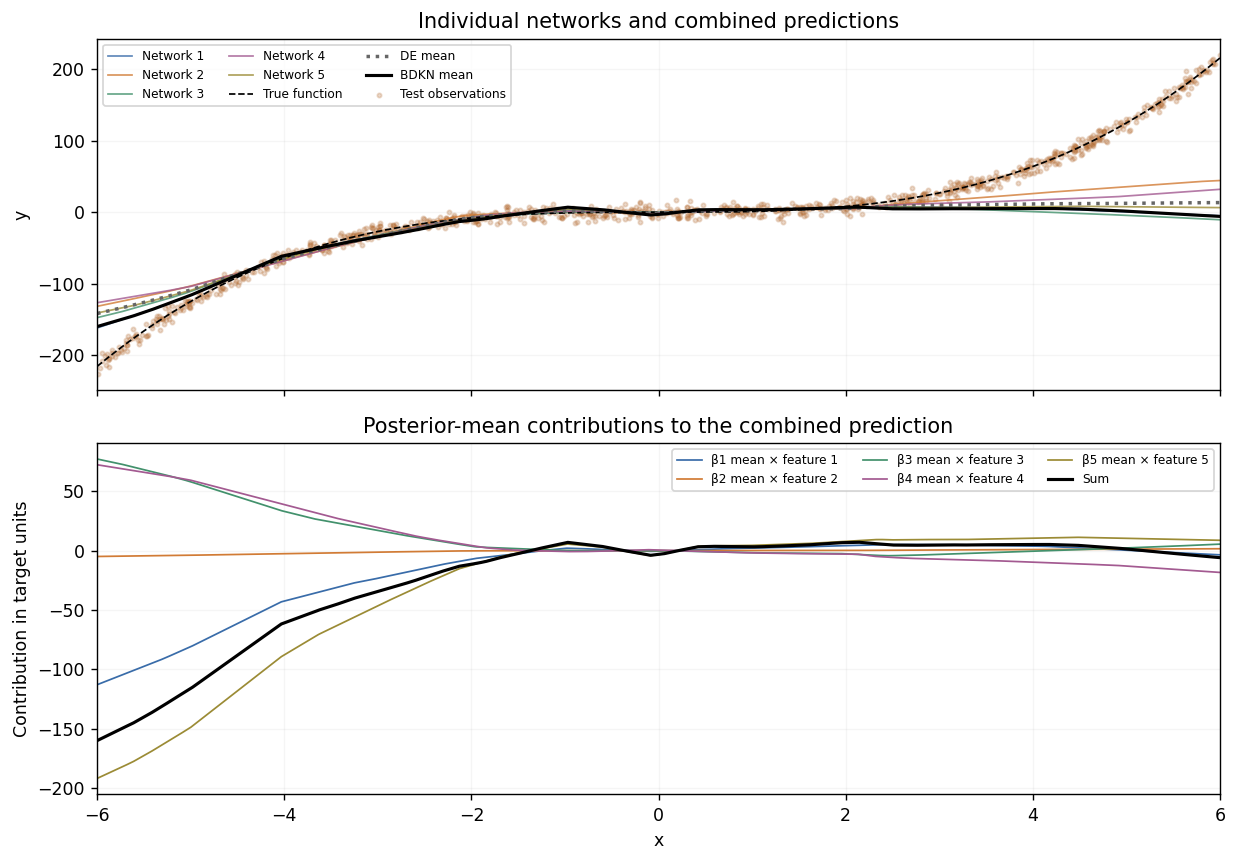 Individual networks and combined predictions
Network 1
Network 2
Network 3
Network 4
Network 5
True function
DE mean
BDKN mean
Test observations
200
100
0
−100
−200
y
Posterior-mean contributions to the combined prediction
β1 mean × feature 1
β2 mean × feature 2
β3 mean × feature 3
β4 mean × feature 4
β5 mean × feature 5
Sum
50
0
−50
−100
−150
−200
Contribution in target units
−6
−4
−2
0
2
4
6
x